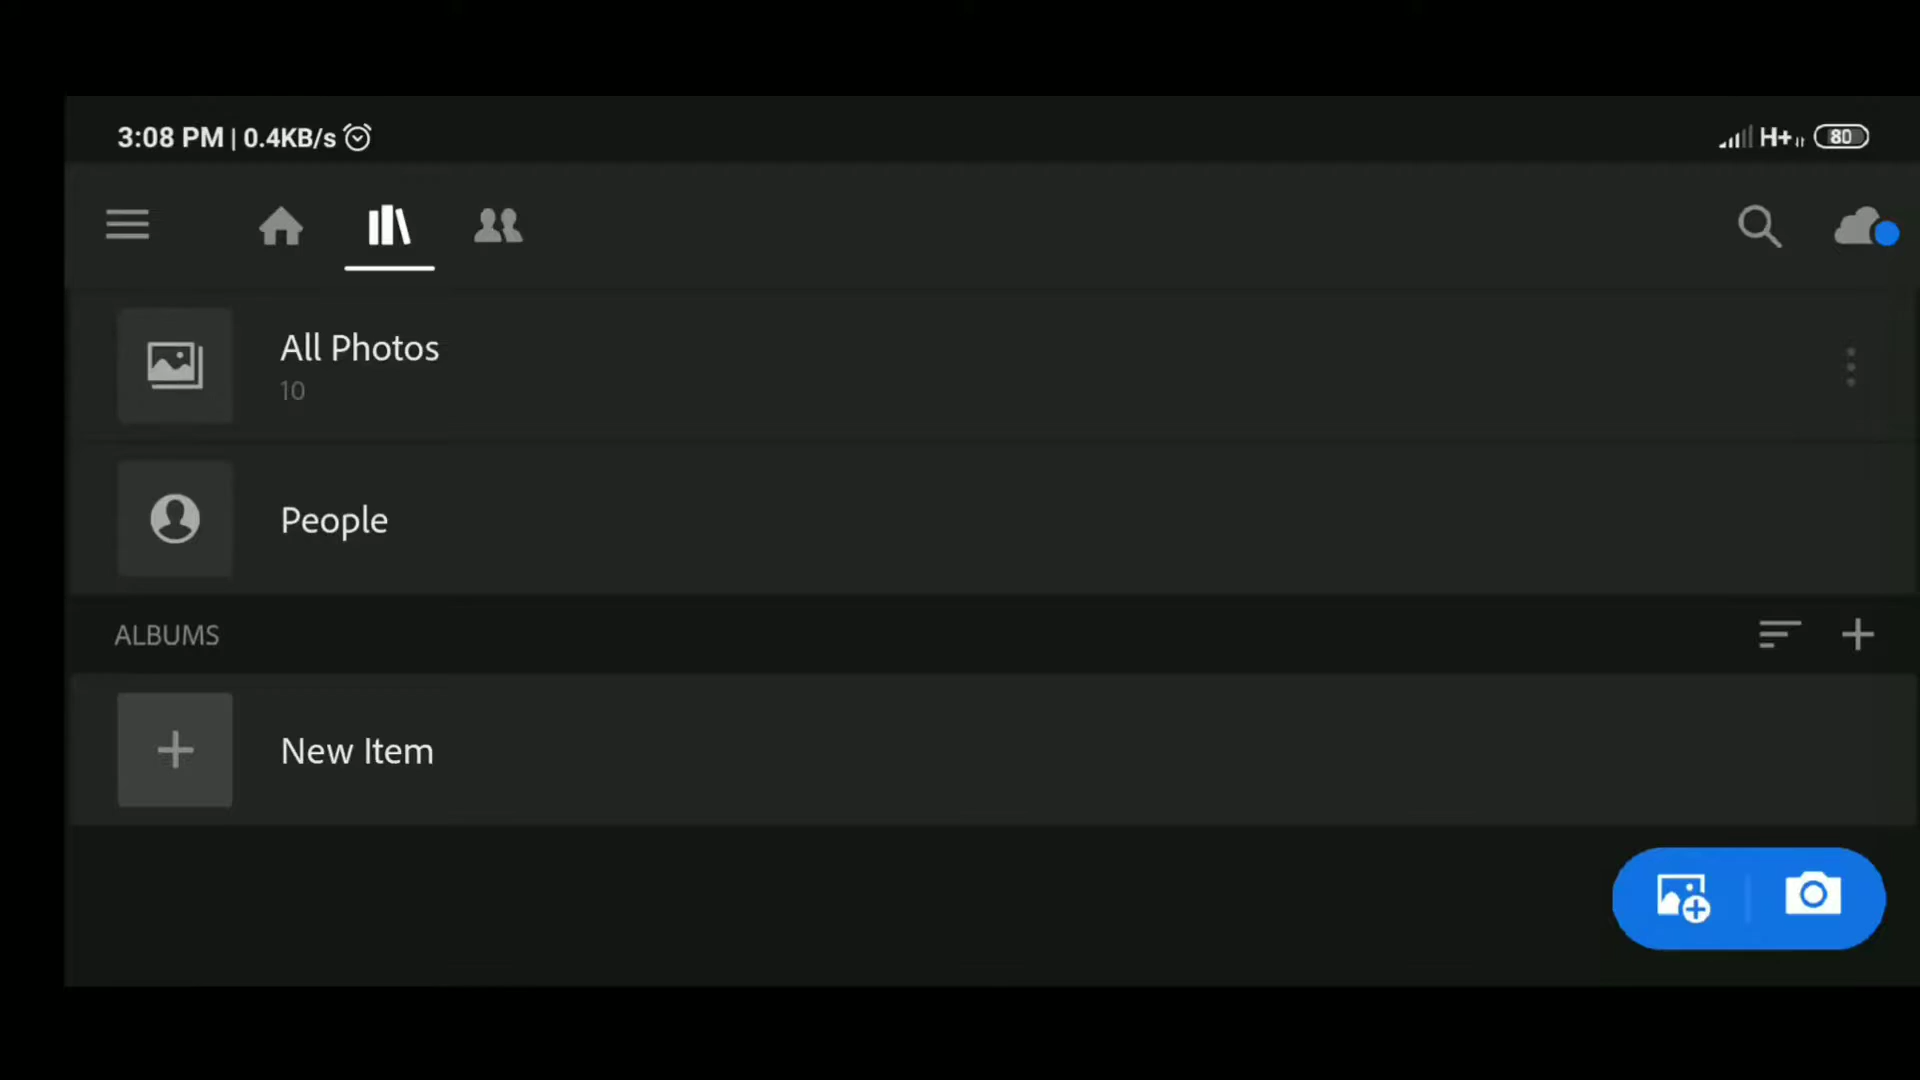 3:08 PM | 0.4KB/s H+ 80
All Photos
10
People
ALBUMS
New Item